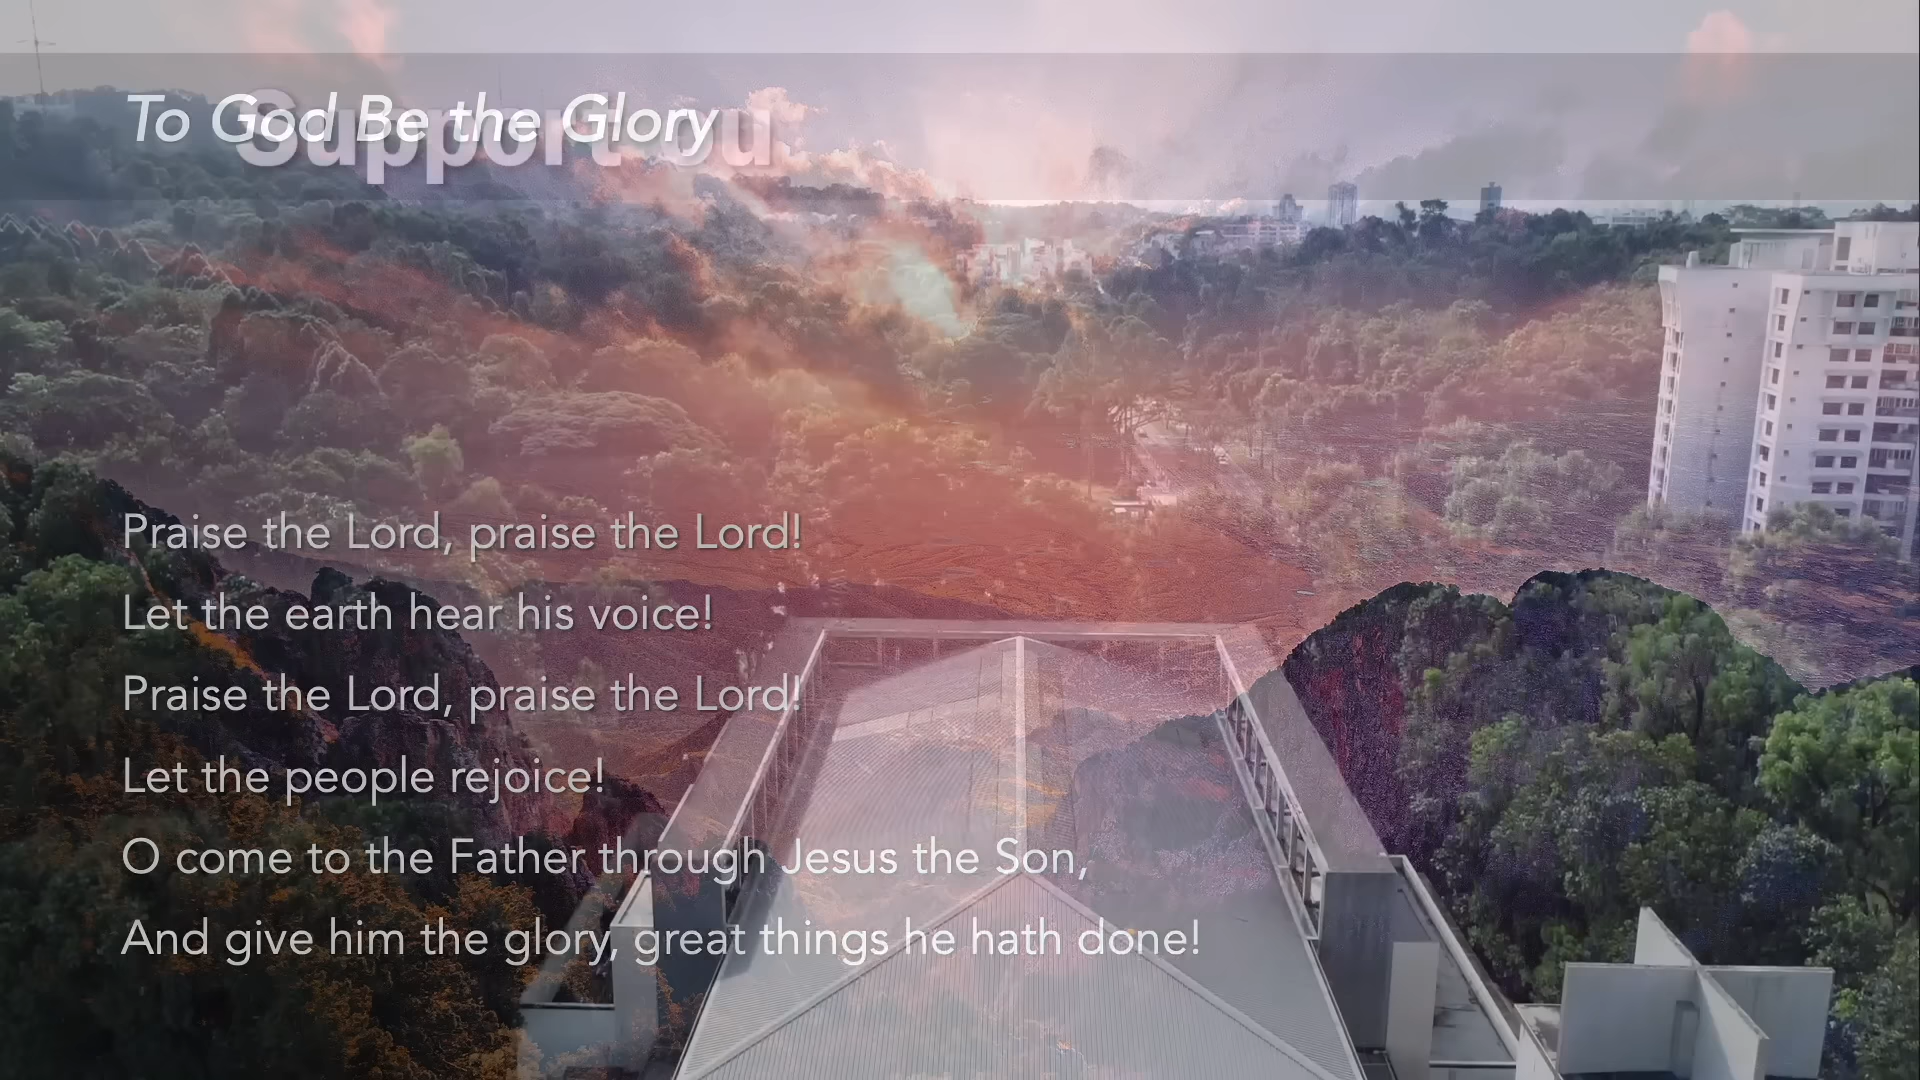 To God Be the Glory
Support
Praise the Lord, praise the Lord!
Let the earth hear his voice!
Praise the Lord, praise the Lord!
Let the people rejoice!
O come to the Father through Jesus the Son,
And give him the glory, great things he hath done!